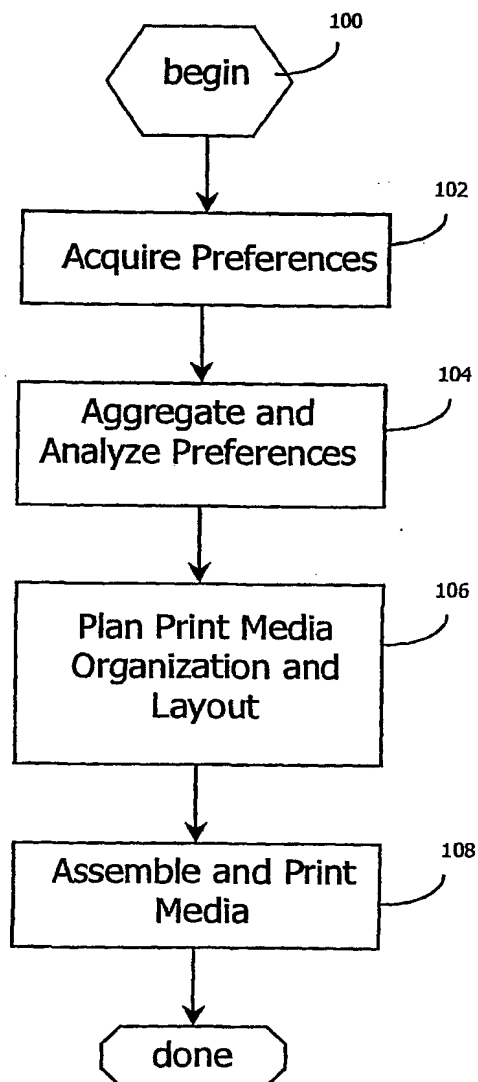 100
begin
102
Acquire Preferences
104
Aggregate and
Analyze Preferences
106
Plan Print Media
Organization and
Layout
108
Assemble and Print
Media
done